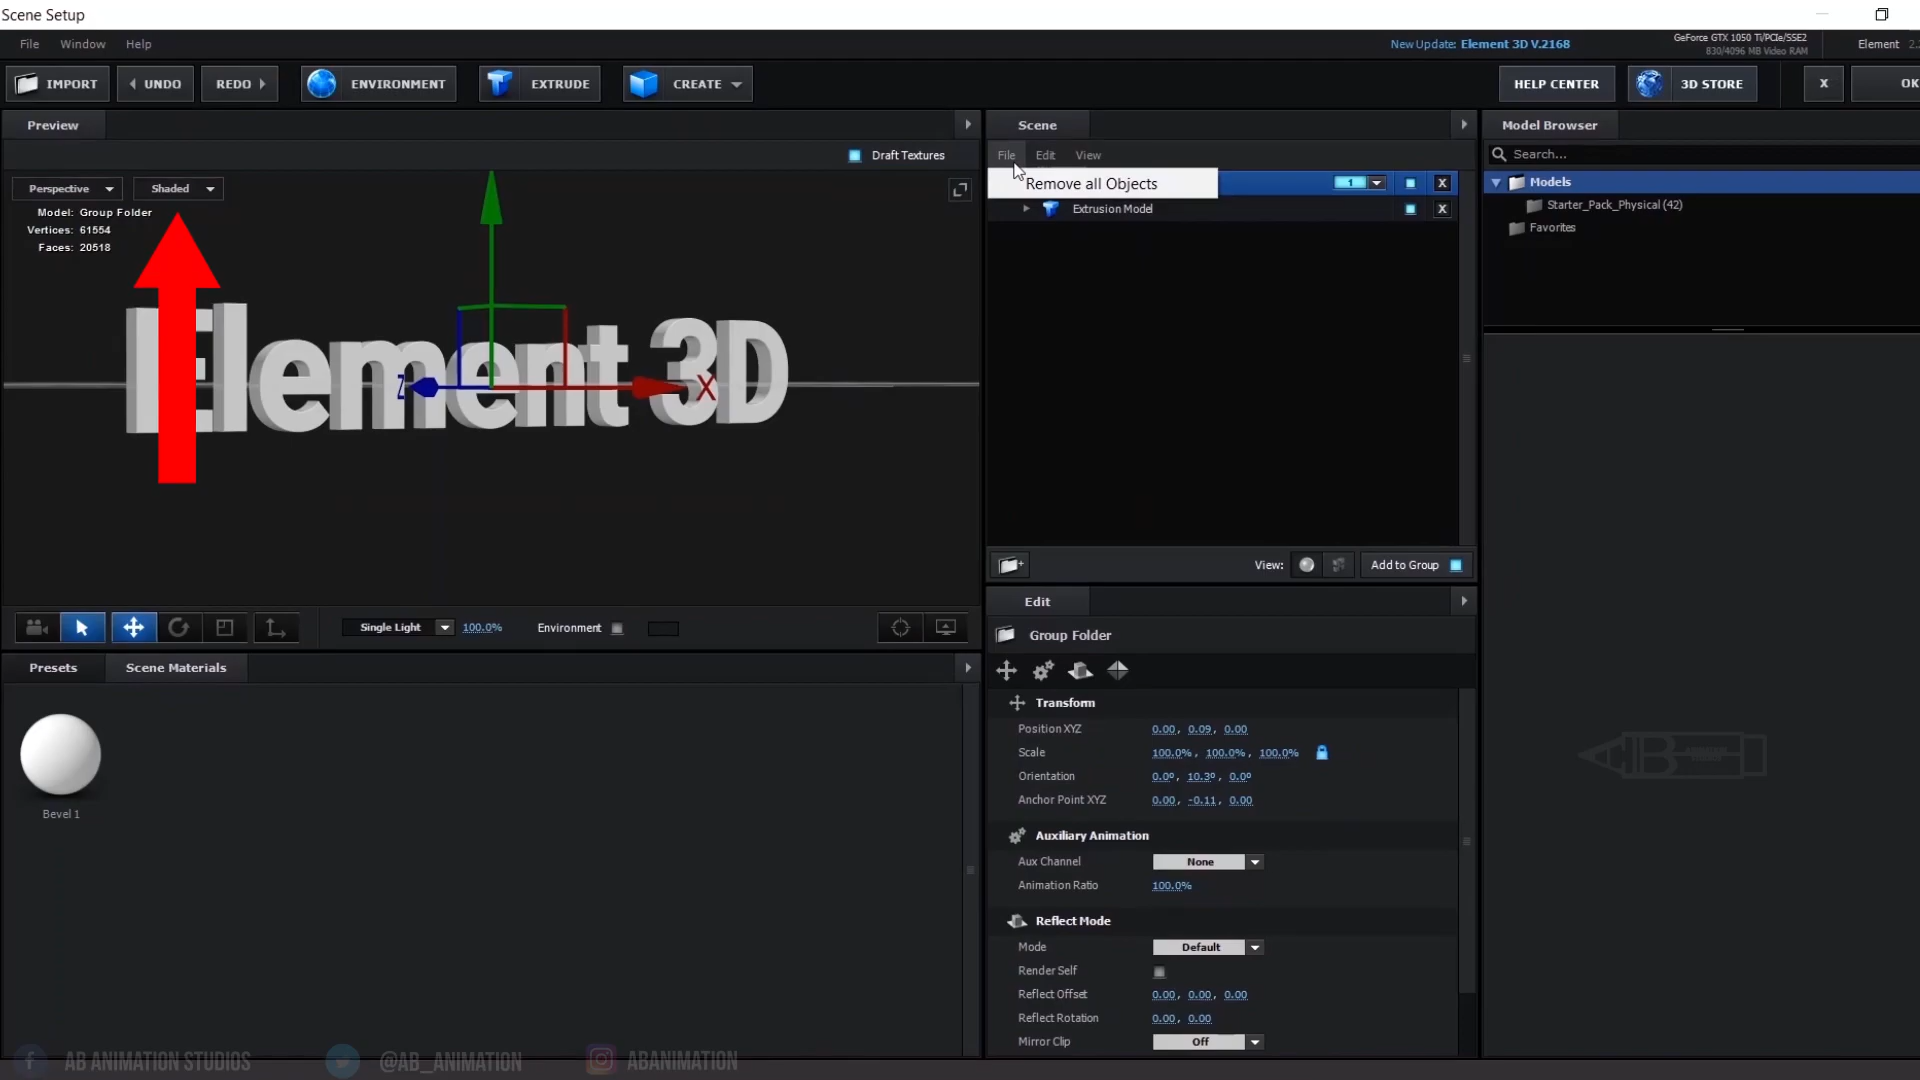 Scene Setup
File Window Help
New Update: Element 3D V.2168
GeForce GTX 1050 Ti/PCIe/SSE2
830/4096 MB Video RAM
Element
IMPORT
UNDO
REDO
ENVIRONMENT
EXTRUDE
CREATE
HELP CENTER
3D STORE
X
OK
Preview
Draft Textures
Perspective
Shaded
Model: Group Folder
Vertices: 61554
Faces: 20518
Element 3D
Z
X
Single Light
100.0%
Environment
Presets
Scene Materials
Bevel 1
Scene
File Edit View
Remove all Objects
1
X
Extrusion Model
X
View:
Add to Group
Edit
Group Folder
Transform
Position XYZ 0.00, 0.09, 0.00
Scale 100.0%, 100.0%, 100.0%
Orientation 0.0º, 10.3º, 0.0º
Anchor Point XYZ 0.00, -0.11, 0.00
Auxiliary Animation
Aux Channel None
Animation Ratio 100.0%
Reflect Mode
Mode Default
Render Self
Reflect Offset 0.00, 0.00, 0.00
Reflect Rotation 0.00, 0.00
Mirror Clip Off
Model Browser
Search...
Models
Starter_Pack_Physical (42)
Favorites
AB ANIMATION STUDIOS
@AB_ANIMATION
ABANIMATION